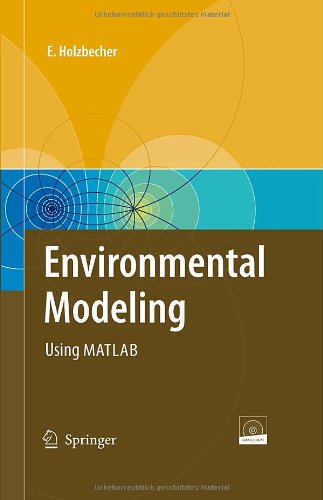 Urheberrechtlich geschütztes Material
E. Holzbecher
Environmental
Modeling
Using MATLAB
Springer
Urheberrechtlich geschütztes Material